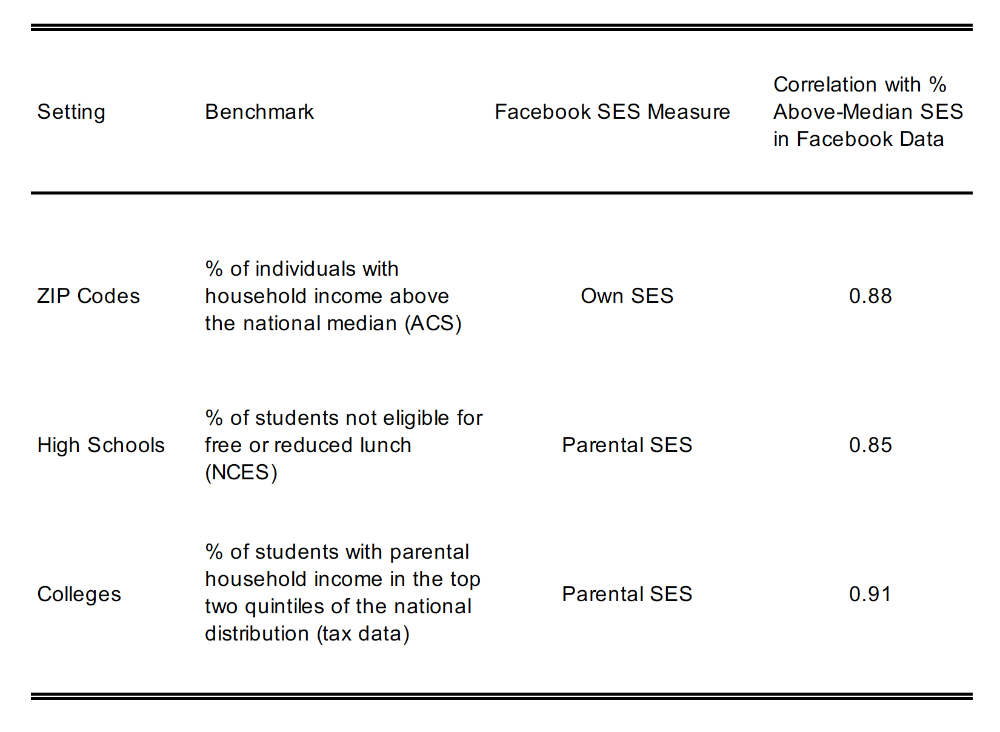 Setting
Benchmark
Facebook SES Measure
Correlation with %
Above-Median SES
in Facebook Data
ZIP Codes
% of individuals with
household income above
the national median (ACS)
Own SES
0.88
High Schools
% of students not eligible for
free or reduced lunch
(NCES)
Parental SES
0.85
Colleges
% of students with parental
household income in the top
two quintiles of the national
distribution (tax data)
Parental SES
0.91